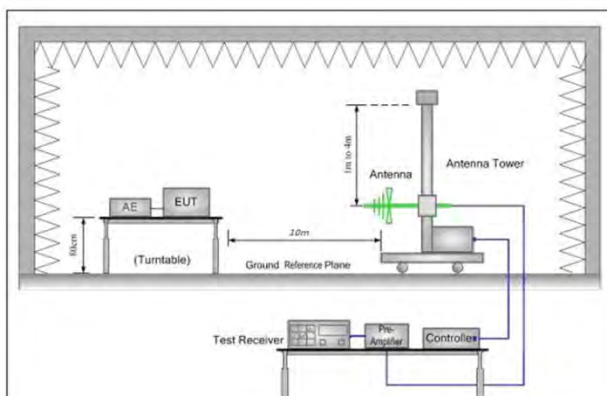 1m to 4m
Antenna
Antenna Tower
AE
EUT
80cm
(Turntable)
10m
Ground Reference Plane
Test Receiver
Pre-
Amplifier
Controller